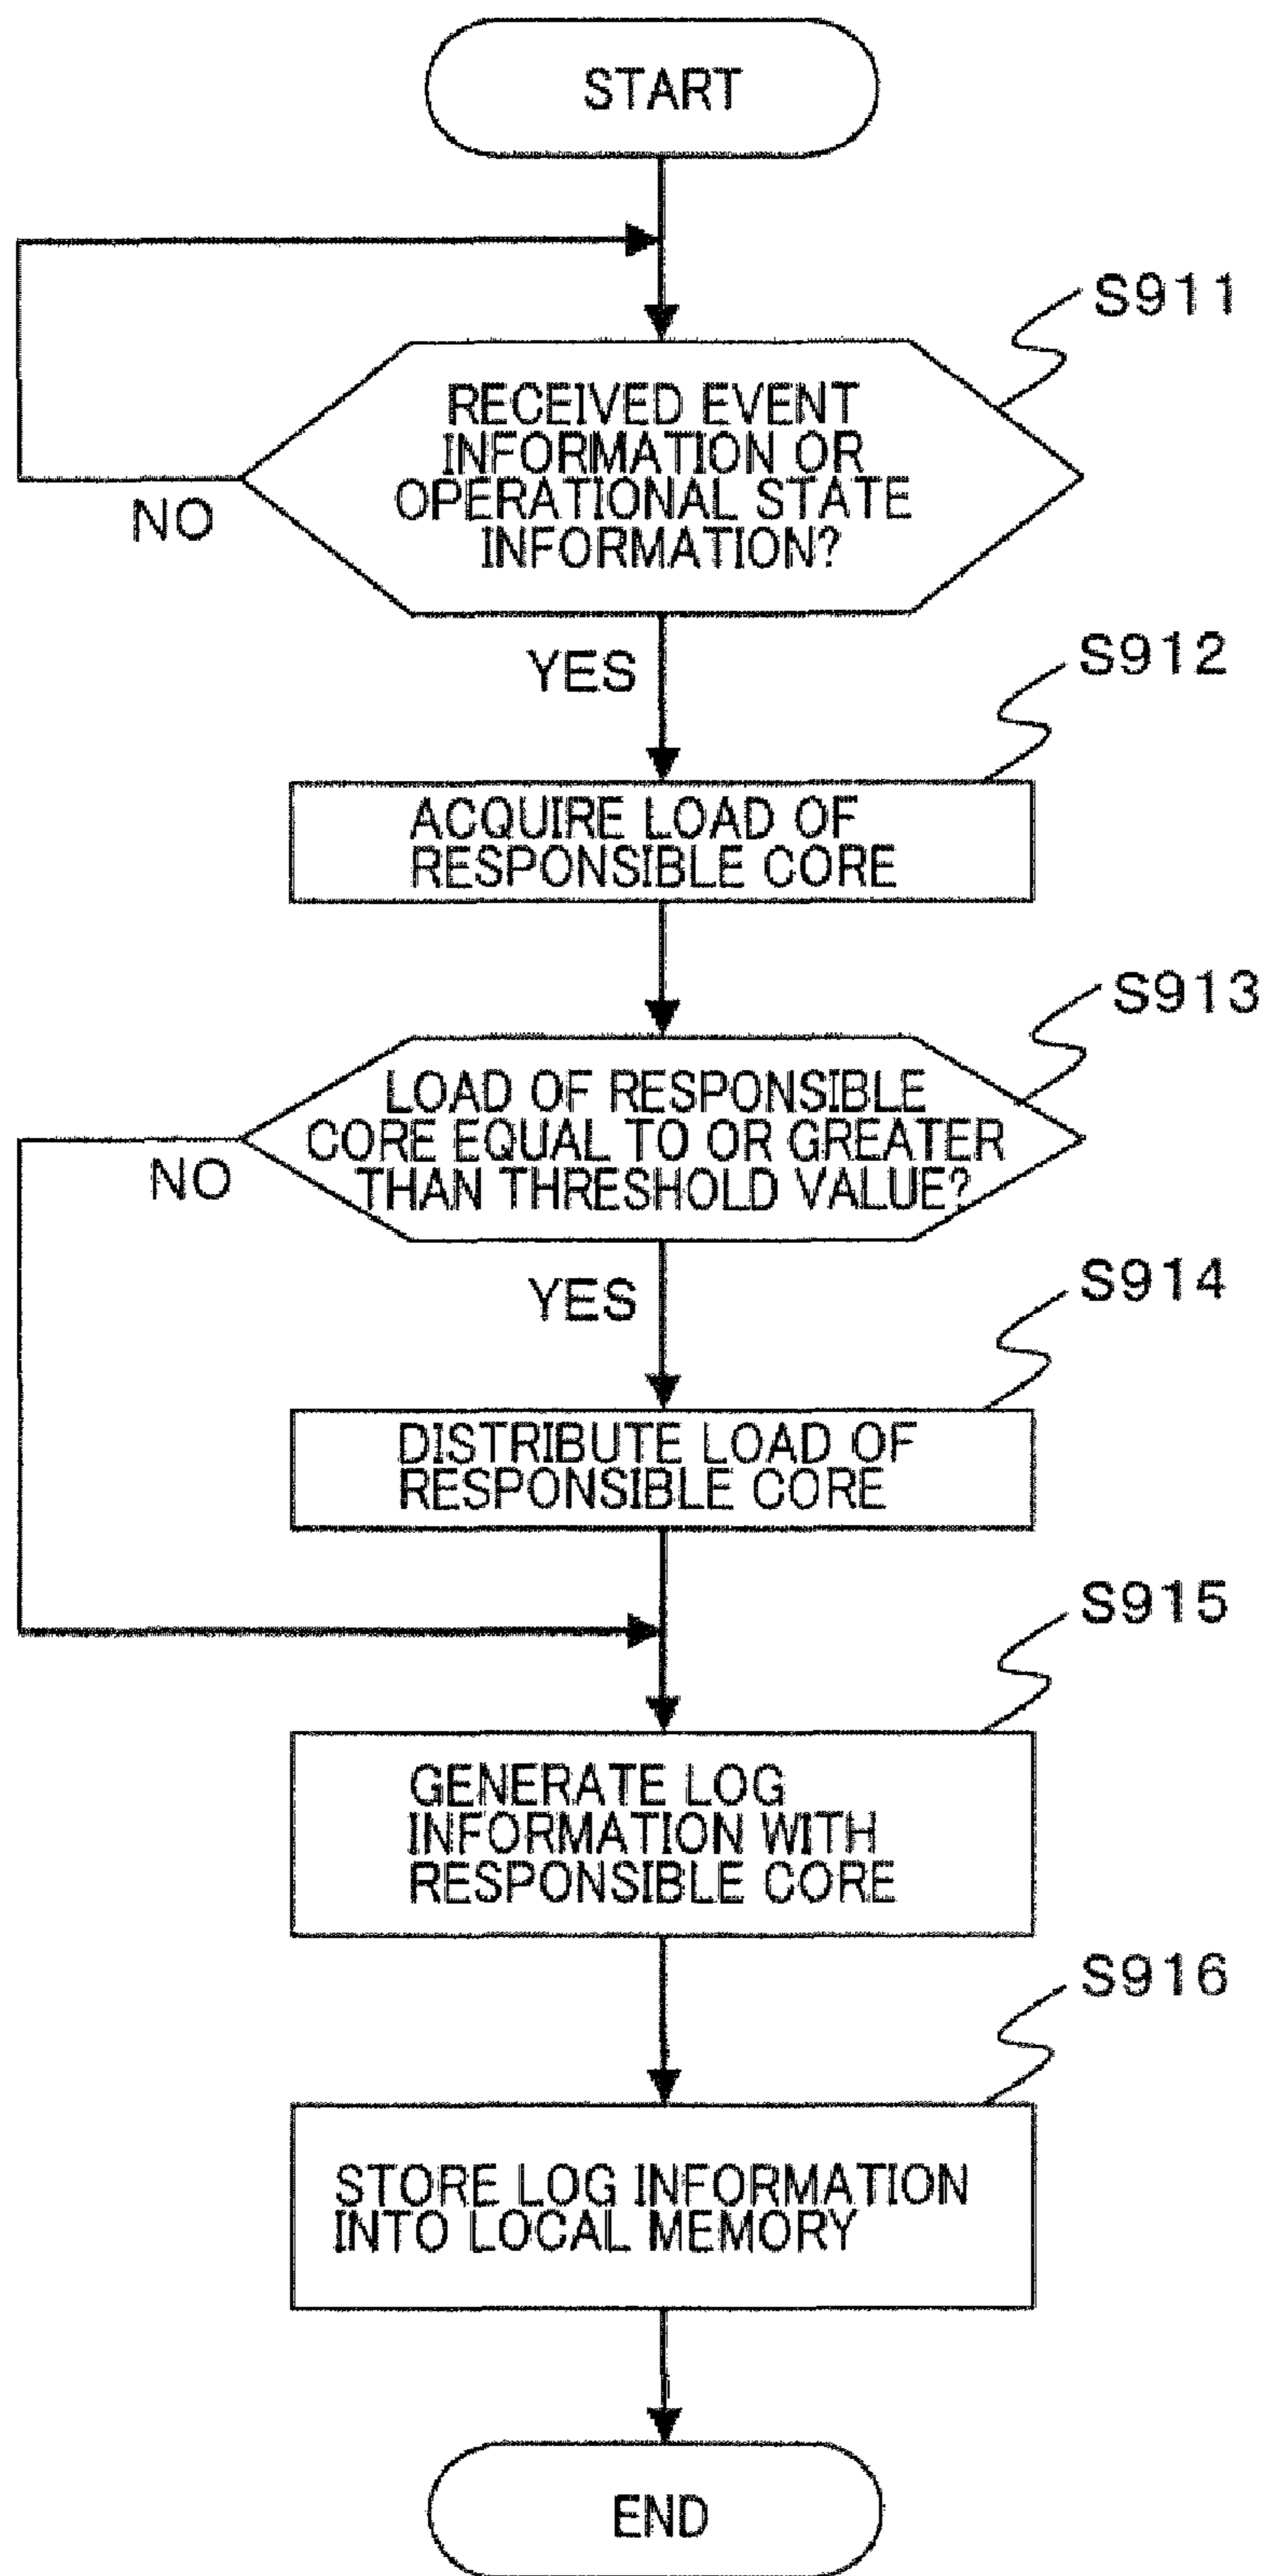 START
S911
RECEIVED EVENT
INFORMATION OR
OPERATIONAL STATE
INFORMATION?
NO
YES
S912
ACQUIRE LOAD OF
RESPONSIBLE CORE
S913
LOAD OF RESPONSIBLE
CORE EQUAL TO OR GREATER
THAN THRESHOLD VALUE?
NO
YES
S914
DISTRIBUTE LOAD OF
RESPONSIBLE CORE
S915
GENERATE LOG
INFORMATION WITH
RESPONSIBLE CORE
S916
STORE LOG INFORMATION
INTO LOCAL MEMORY
END